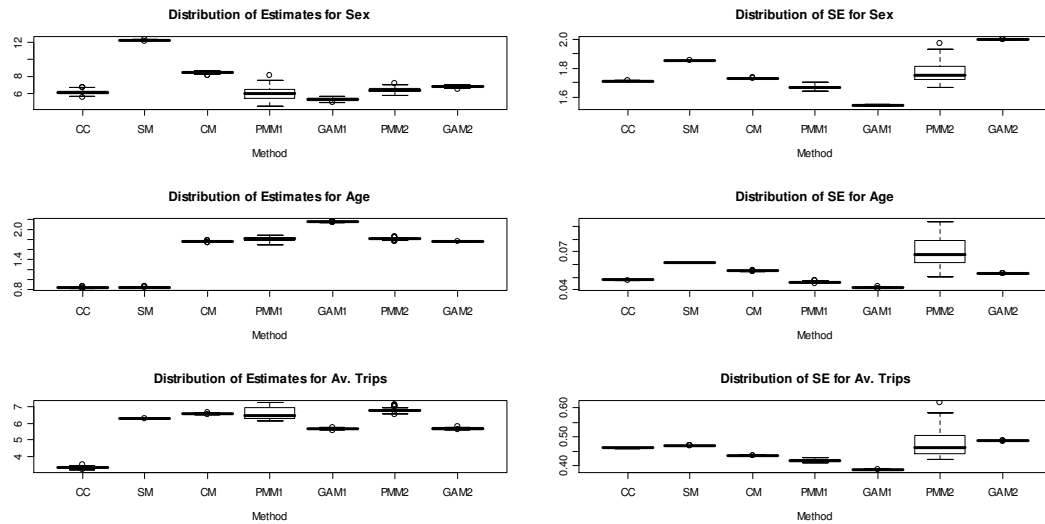 Distribution of Estimates for Sex
12
8
6
CC SM CM PMM1 GAM1 PMM2 GAM2
Method
Distribution of SE for Sex
2.0
1.8
1.6
CC SM CM PMM1 GAM1 PMM2 GAM2
Method
Distribution of Estimates for Age
2.0
1.4
0.8
CC SM CM PMM1 GAM1 PMM2 GAM2
Method
Distribution of SE for Age
0.07
0.04
CC SM CM PMM1 GAM1 PMM2 GAM2
Method
Distribution of Estimates for Av. Trips
7
6
4
CC SM CM PMM1 GAM1 PMM2 GAM2
Method
Distribution of SE for Av. Trips
0.60
0.50
0.40
CC SM CM PMM1 GAM1 PMM2 GAM2
Method